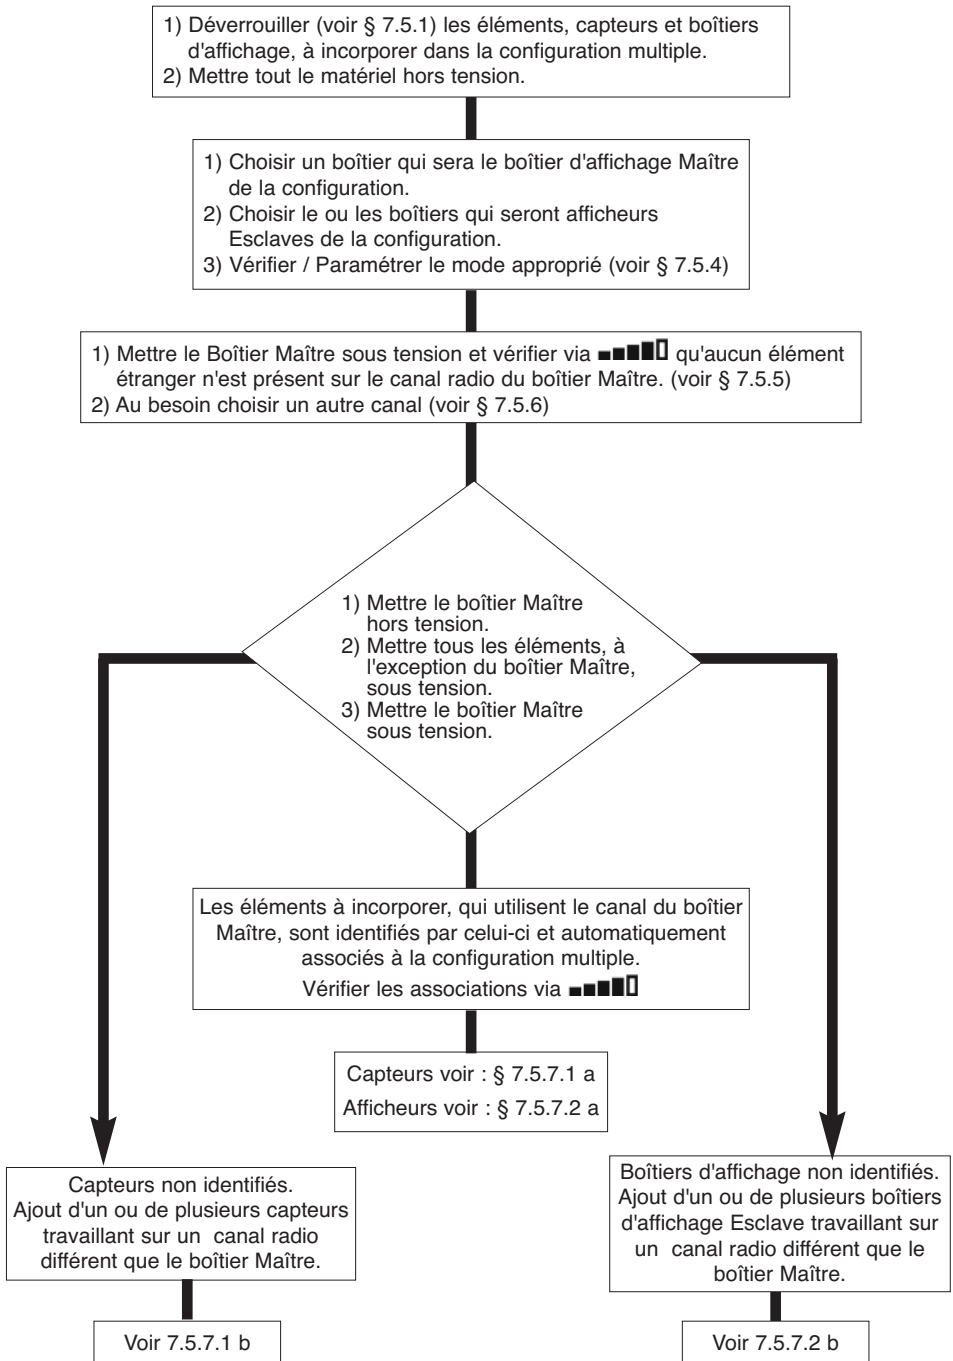 1) Déverrouiller (voir § 7.5.1) les éléments, capteurs et boîtiers
d'affichage, à incorporer dans la configuration multiple.
2) Mettre tout le matériel hors tension.
1) Choisir un boîtier qui sera le boîtier d'affichage Maître
de la configuration.
2) Choisir le ou les boîtiers qui seront afficheurs
Esclaves de la configuration.
3) Vérifier / Paramétrer le mode approprié (voir § 7.5.4)
1) Mettre le Boîtier Maître sous tension et vérifier via qu'aucun élément
étranger n'est présent sur le canal radio du boîtier Maître. (voir § 7.5.5)
2) Au besoin choisir un autre canal (voir § 7.5.6)
1) Mettre le boîtier Maître
hors tension.
2) Mettre tous les éléments, à
l'exception du boîtier Maître,
sous tension.
3) Mettre le boîtier Maître
sous tension.
Les éléments à incorporer, qui utilisent le canal du boîtier
Maître, sont identifiés par celui-ci et automatiquement
associés à la configuration multiple.
Vérifier les associations via
Capteurs voir : § 7.5.7.1 a
Afficheurs voir : § 7.5.7.2 a
Capteurs non identifiés.
Ajout d'un ou de plusieurs capteurs
travaillant sur un canal radio
différent que le boîtier Maître.
Voir 7.5.7.1 b
Boîtiers d'affichage non identifiés.
Ajout d'un ou de plusieurs boîtiers
d'affichage Esclave travaillant sur
un canal radio différent que le
boîtier Maître.
Voir 7.5.7.2 b